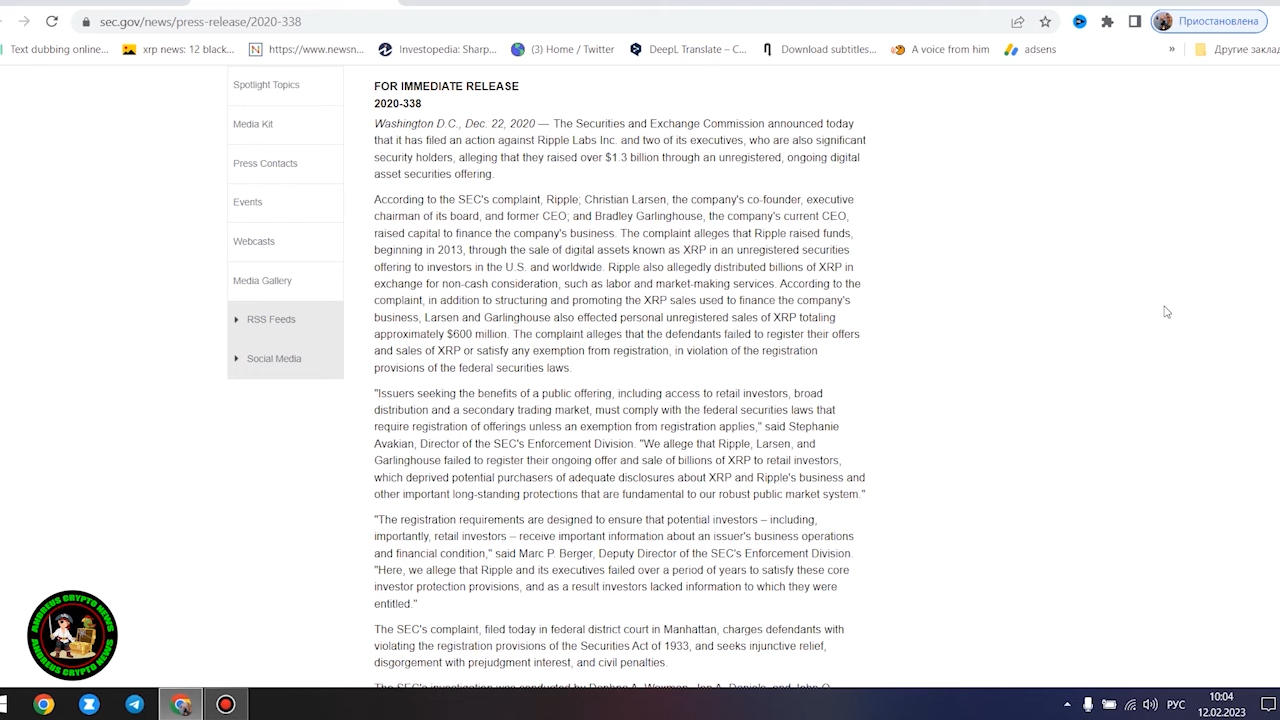 sec.gov/news/press-release/2020-338
Приостановлена
Text dubbing online...
xrp news: 12 black...
https://www.newsn...
Investopedia: Sharp...
(3) Home / Twitter
DeepL Translate – C...
Download subtitles...
A voice from him
adsens
»
Другие заклад
Spotlight Topics
Media Kit
Press Contacts
Events
Webcasts
Media Gallery
RSS Feeds
Social Media
FOR IMMEDIATE RELEASE
2020-338
Washington D.C., Dec. 22, 2020 — The Securities and Exchange Commission announced today
that it has filed an action against Ripple Labs Inc. and two of its executives, who are also significant
security holders, alleging that they raised over $1.3 billion through an unregistered, ongoing digital
asset securities offering.
According to the SEC's complaint, Ripple; Christian Larsen, the company's co-founder, executive
chairman of its board, and former CEO; and Bradley Garlinghouse, the company's current CEO,
raised capital to finance the company's business. The complaint alleges that Ripple raised funds,
beginning in 2013, through the sale of digital assets known as XRP in an unregistered securities
offering to investors in the U.S. and worldwide. Ripple also allegedly distributed billions of XRP in
exchange for non-cash consideration, such as labor and market-making services. According to the
complaint, in addition to structuring and promoting the XRP sales used to finance the company's
business, Larsen and Garlinghouse also effected personal unregistered sales of XRP totaling
approximately $600 million. The complaint alleges that the defendants failed to register their offers
and sales of XRP or satisfy any exemption from registration, in violation of the registration
provisions of the federal securities laws.
"Issuers seeking the benefits of a public offering, including access to retail investors, broad
distribution and a secondary trading market, must comply with the federal securities laws that
require registration of offerings unless an exemption from registration applies," said Stephanie
Avakian, Director of the SEC's Enforcement Division. "We allege that Ripple, Larsen, and
Garlinghouse failed to register their ongoing offer and sale of billions of XRP to retail investors,
which deprived potential purchasers of adequate disclosures about XRP and Ripple's business and
other important long-standing protections that are fundamental to our robust public market system."
"The registration requirements are designed to ensure that potential investors – including,
importantly, retail investors – receive important information about an issuer's business operations
and financial condition," said Marc P. Berger, Deputy Director of the SEC's Enforcement Division.
"Here, we allege that Ripple and its executives failed over a period of years to satisfy these core
investor protection provisions, and as a result investors lacked information to which they were
entitled."
The SEC's complaint, filed today in federal district court in Manhattan, charges defendants with
violating the registration provisions of the Securities Act of 1933, and seeks injunctive relief,
disgorgement with prejudgment interest, and civil penalties.
The SEC's investigation was conducted by Daphna A. Waxman, Jon A. Daniels, and John O.
ANDREUS CRYPTO NEWS
ANDREUS CRYPTO NEWS
РУС
10:04
12.02.2023